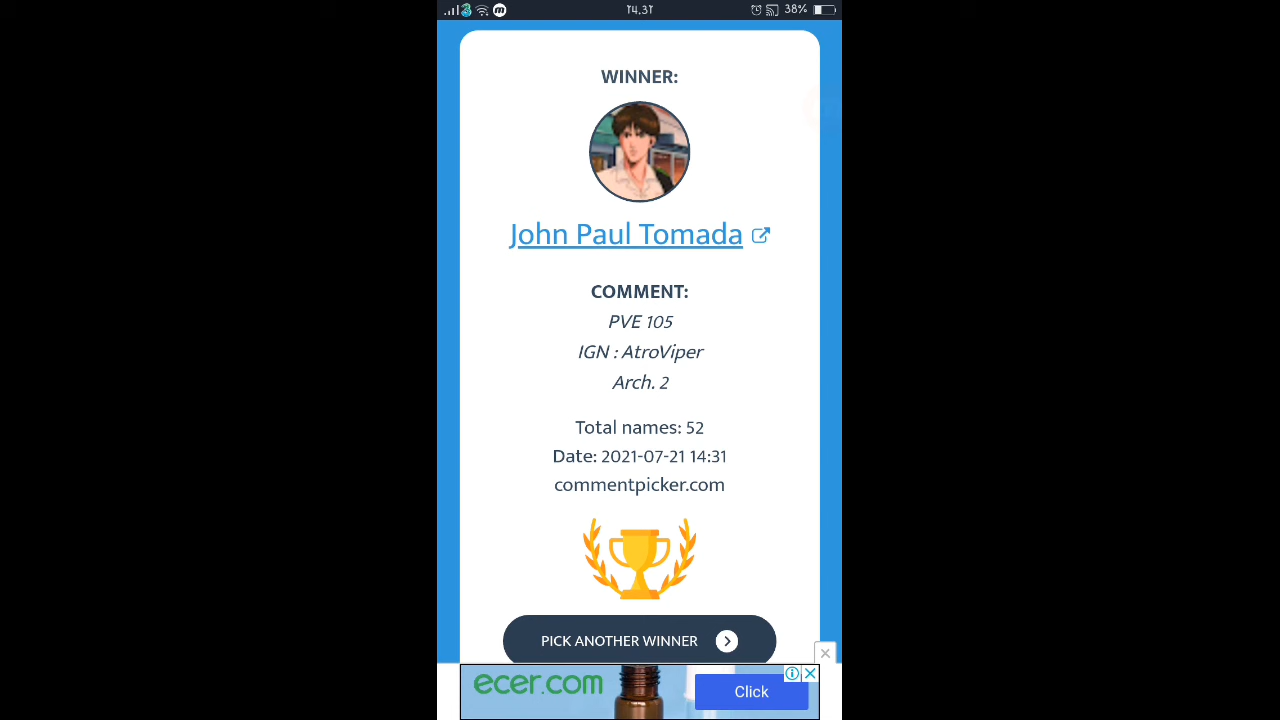 14.31
38%
WINNER:
John Paul Tomada
COMMENT:
PVE 105
IGN : AtroViper
Arch. 2
Total names: 52
Date: 2021-07-21 14:31
commentpicker.com
PICK ANOTHER WINNER
ecer.com
Click